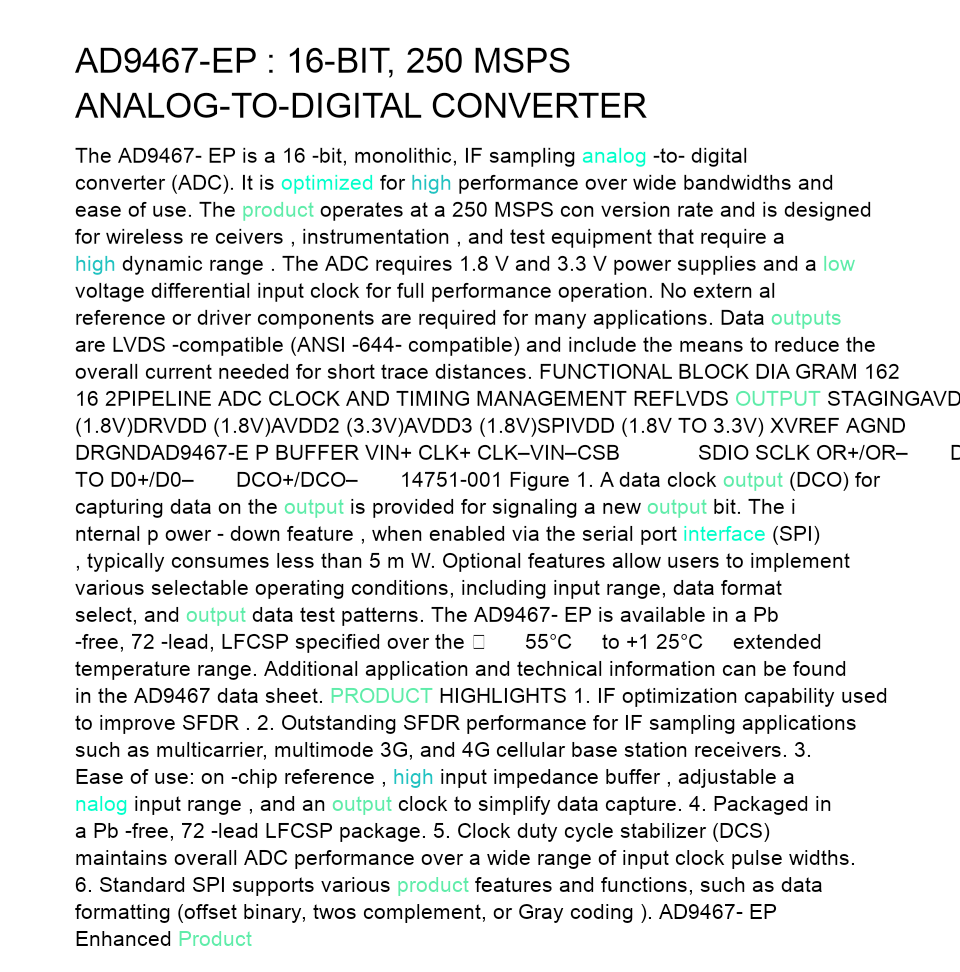 AD9467-EP : 16-BIT, 250 MSPS
ANALOG-TO-DIGITAL CONVERTER
The AD9467- EP is a 16 -bit, monolithic, IF sampling analog -to- digital
converter (ADC). It is optimized for high performance over wide bandwidths and
ease of use. The product operates at a 250 MSPS con version rate and is designed
for wireless re ceivers , instrumentation , and test equipment that require a
high dynamic range . The ADC requires 1.8 V and 3.3 V power supplies and a low
voltage differential input clock for full performance operation. No extern al
reference or driver components are required for many applications. Data outputs
are LVDS -compatible (ANSI -644- compatible) and include the means to reduce the
overall current needed for short trace distances. FUNCTIONAL BLOCK DIA GRAM 162
16 2PIPELINE ADC CLOCK AND TIMING MANAGEMENT REFLVDS OUTPUT STAGINGAVD
(1.8V)DRVDD (1.8V)AVDD2 (3.3V)AVDD3 (1.8V)SPIVDD (1.8V TO 3.3V) XVREF AGND
DRGNDAD9467-E P BUFFER VIN+ CLK+ CLK–VIN–CSB SDIO SCLK OR+/OR–
TO D0+/D0– DCO+/DCO– 14751-001 Figure 1. A data clock output (DCO) for
capturing data on the output is provided for signaling a new output bit. The i
nternal p ower - down feature , when enabled via the serial port interface (SPI)
, typically consumes less than 5 m W. Optional features allow users to implement
various selectable operating conditions, including input range, data format
select, and output data test patterns. The AD9467- EP is available in a Pb
-free, 72 -lead, LFCSP specified over the 55°C to +1 25°C extended
temperature range. Additional application and technical information can be found
in the AD9467 data sheet. PRODUCT HIGHLIGHTS 1. IF optimization capability used
to improve SFDR . 2. Outstanding SFDR performance for IF sampling applications
such as multicarrier, multimode 3G, and 4G cellular base station receivers. 3.
Ease of use: on -chip reference , high input impedance buffer , adjustable a
nalog input range , and an output clock to simplify data capture. 4. Packaged in
a Pb -free, 72 -lead LFCSP package. 5. Clock duty cycle stabilizer (DCS)
maintains overall ADC performance over a wide range of input clock pulse widths.
6. Standard SPI supports various product features and functions, such as data
formatting (offset binary, twos complement, or Gray coding ). AD9467- EP
Enhanced Product